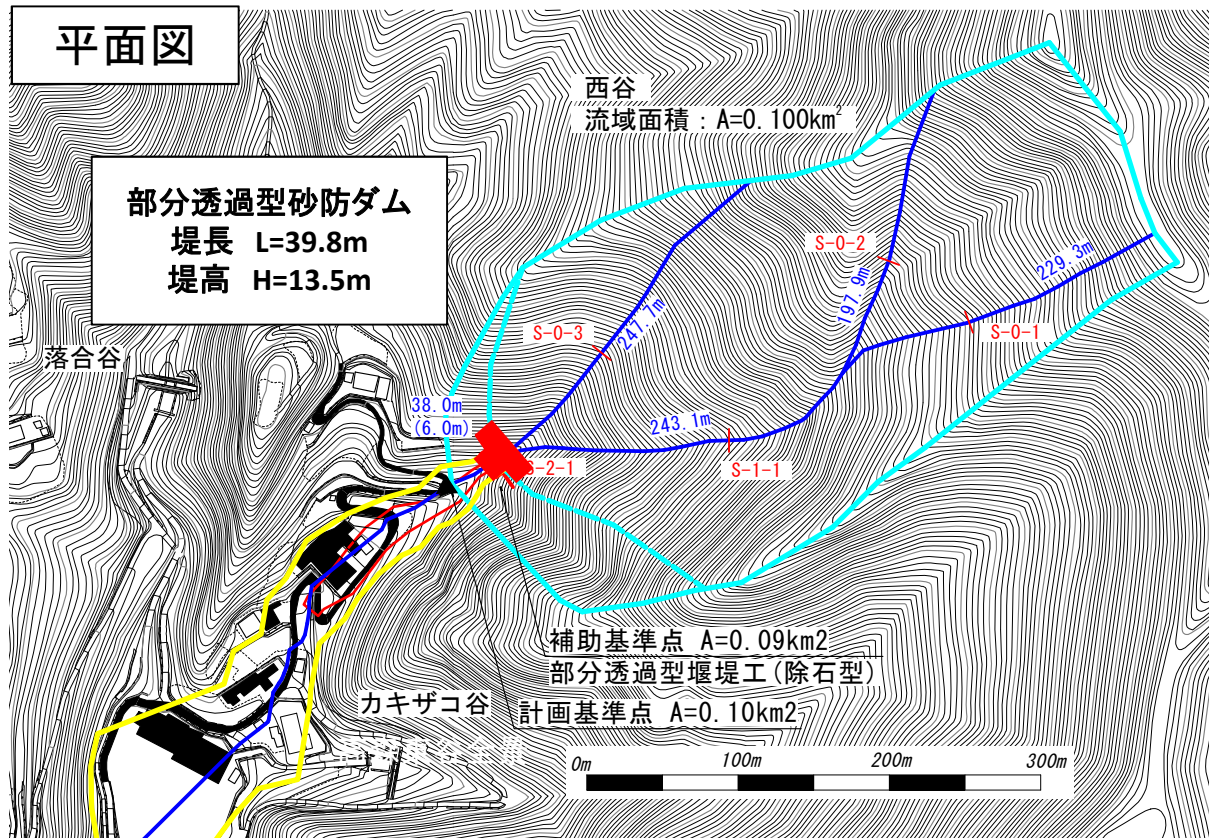 平面図
西谷
流域面積：A=0.100km²
部分透過型砂防ダム
堤長 L=39.8m
堤高 H=13.5m
S-0-2
229.3m
197.9m
S-0-1
S-0-3
247.7m
落合谷
38.0m
(6.0m)
243.1m
S-1-1
S-2-1
補助基準点 A=0.09km2
部分透過型堰堤工(除石型)
カキザコ谷
計画基準点 A=0.10km2
0m
100m
200m
300m